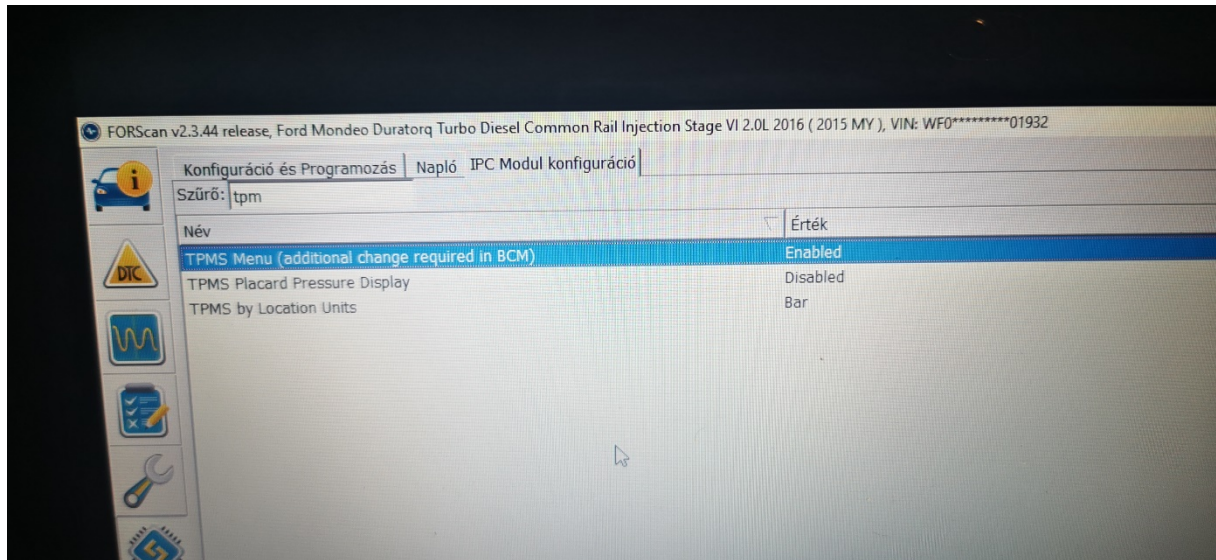 FORScan v2.3.44 release, Ford Mondeo Duratorq Turbo Diesel Common Rail Injection Stage VI 2.0L 2016 ( 2015 MY ), VIN: WF0*********01932
Konfiguráció és Programozás Napló IPC Modul konfiguráció
Szűrő: tpm
Név Érték
TPMS Menu (additional change required in BCM) Enabled
TPMS Placard Pressure Display Disabled
TPMS by Location Units Bar
DTC